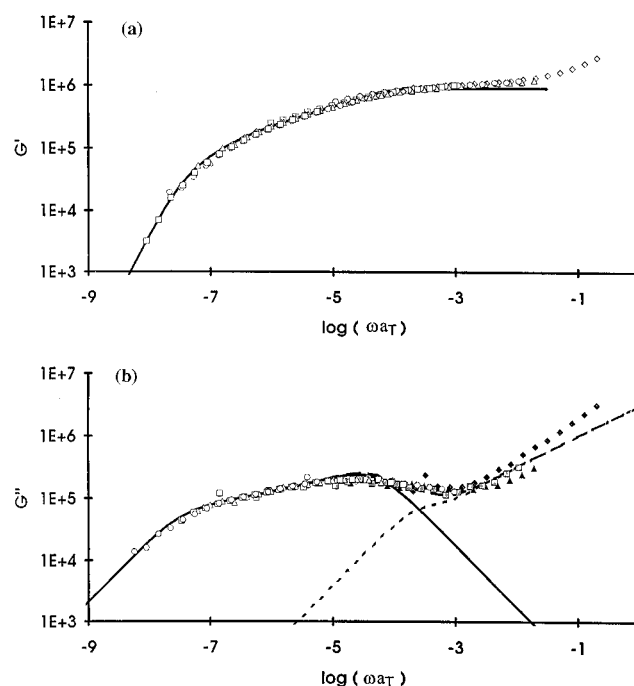 (a)
1E+7
1E+6
1E+5
1E+4
1E+3
G'
-9 -7 -5 -3 -1
log ( ωaT)
(b)
1E+7
1E+6
1E+5
1E+4
1E+3
G"
-9 -7 -5 -3 -1
log ( ωaT)